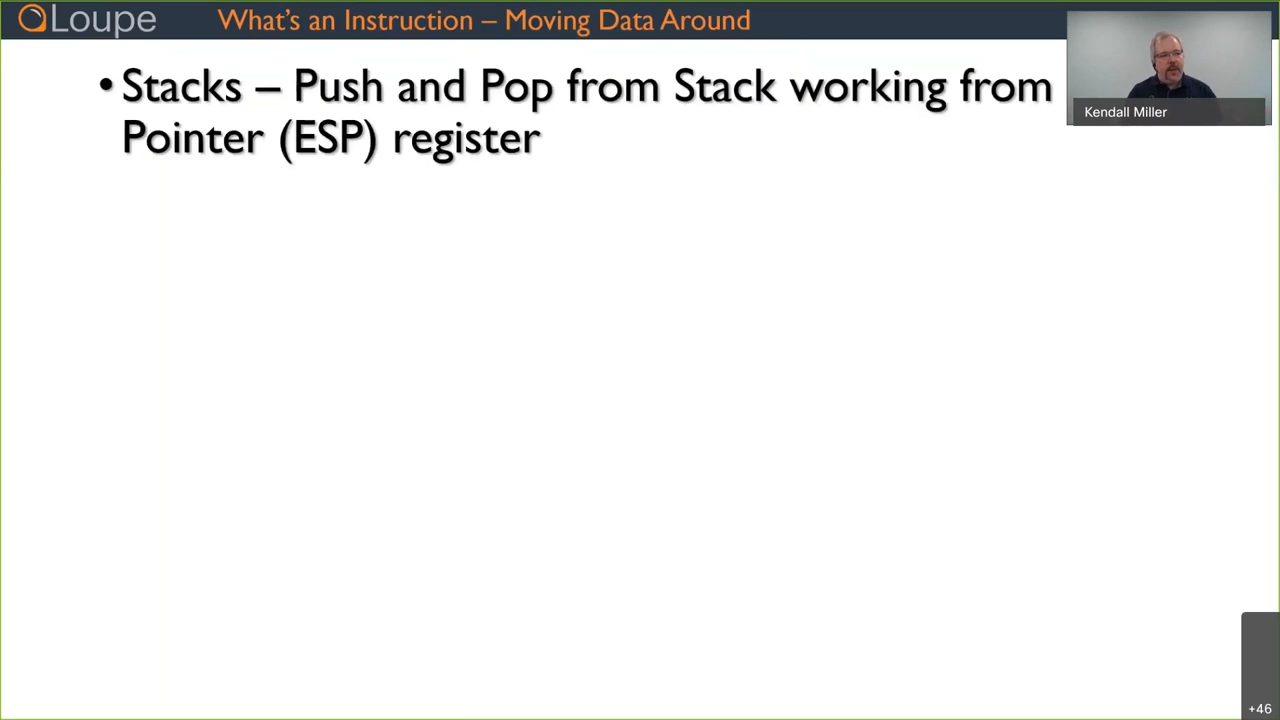 Loupe
What's an Instruction – Moving Data Around
• Stacks – Push and Pop from Stack working from
Pointer (ESP) register
Kendall Miller
+46